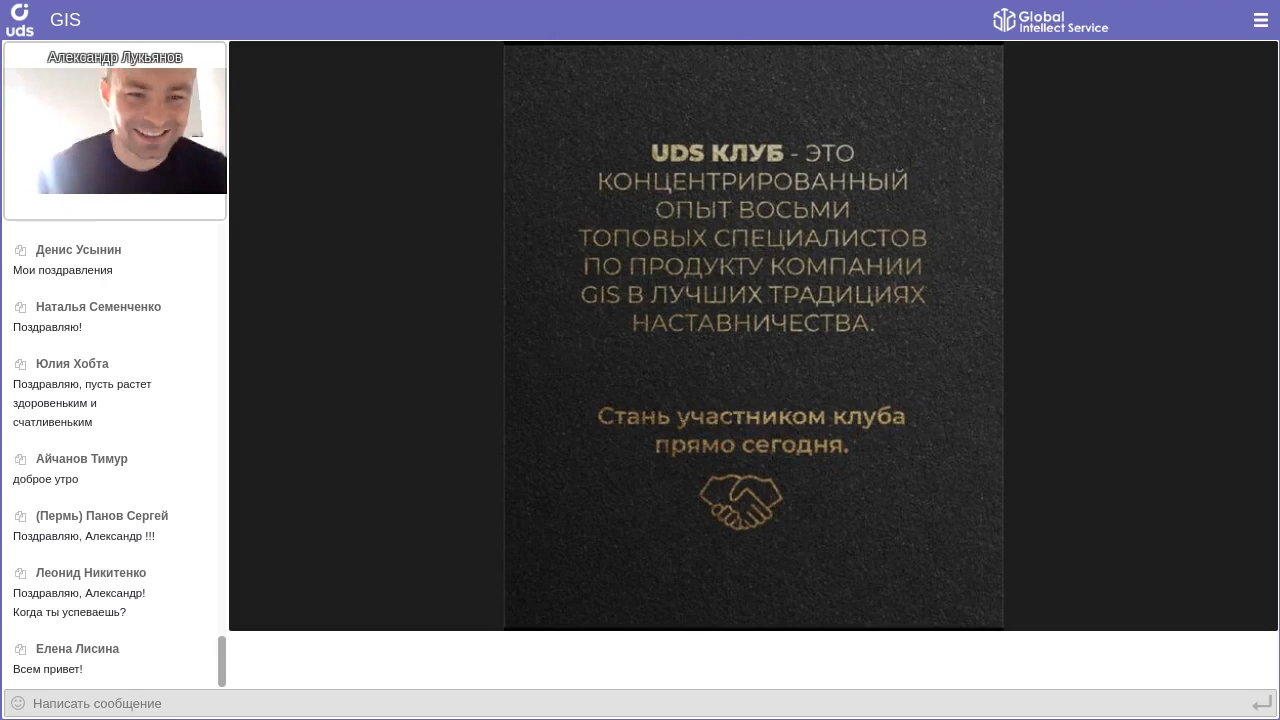 uds
GIS
Global
Intellect Service
Александр Лукьянов
Денис Усынин
Мои поздравления
Наталья Семенченко
Поздравляю!
Юлия Хобта
Поздравляю, пусть растет
здоровеньким и
счатливеньким
Айчанов Тимур
доброе утро
(Пермь) Панов Сергей
Поздравляю, Александр !!!
Леонид Никитенко
Поздравляю, Александр!
Когда ты успеваешь?
Елена Лисина
Всем привет!
UDS КЛУБ - ЭТО
КОНЦЕНТРИРОВАННЫЙ
ОПЫТ ВОСЬМИ
ТОПОВЫХ СПЕЦИАЛИСТОВ
ПО ПРОДУКТУ КОМПАНИИ
GIS В ЛУЧШИХ ТРАДИЦИЯХ
НАСТАВНИЧЕСТВА.
Стань участником клуба
прямо сегодня.
Написать сообщение